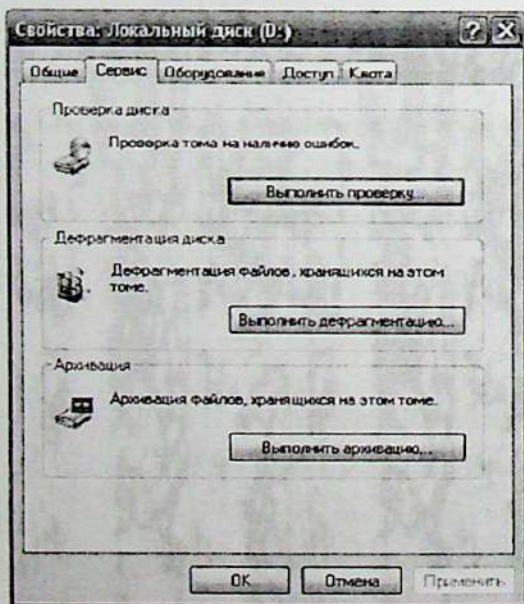 Свойства: Локальный диск (D:)
Общие Сервис Оборудование Доступ Квота
Проверка диска
Проверка тома на наличие ошибок.
Выполнить проверку...
Дефрагментация диска
Дефрагментация файлов, хранящихся на этом
томе.
Выполнить дефрагментацию...
Архивация
Архивация файлов, хранящихся на этом томе.
Выполнить архивацию...
ОК Отмена Применить